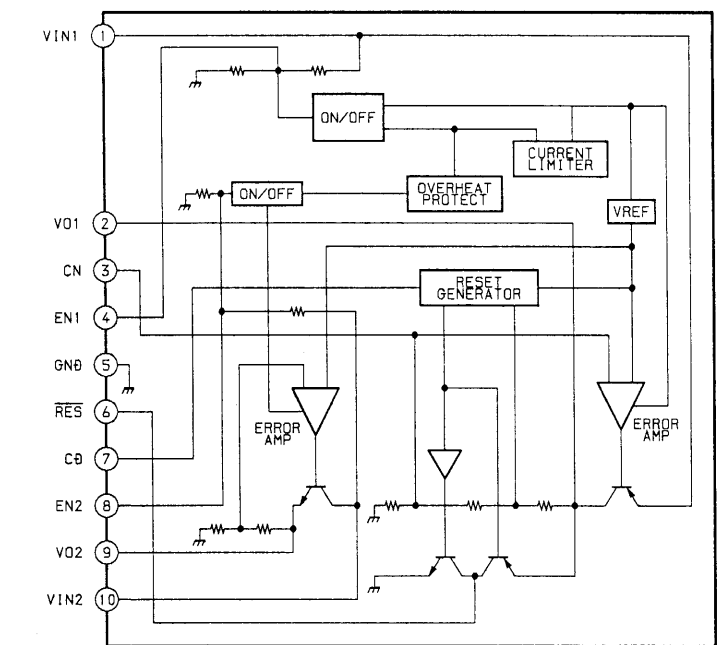 VIN1 1
ON/OFF
CURRENT
LIMITER
ON/OFF
OVERHEAT
PROTECT
VREF
VO1 2
CN 3
RESET
GENERATOR
EN1 4
GND 5
RES 6
ERROR
AMP
ERROR
AMP
CD 7
EN2 8
VO2 9
VIN2 10